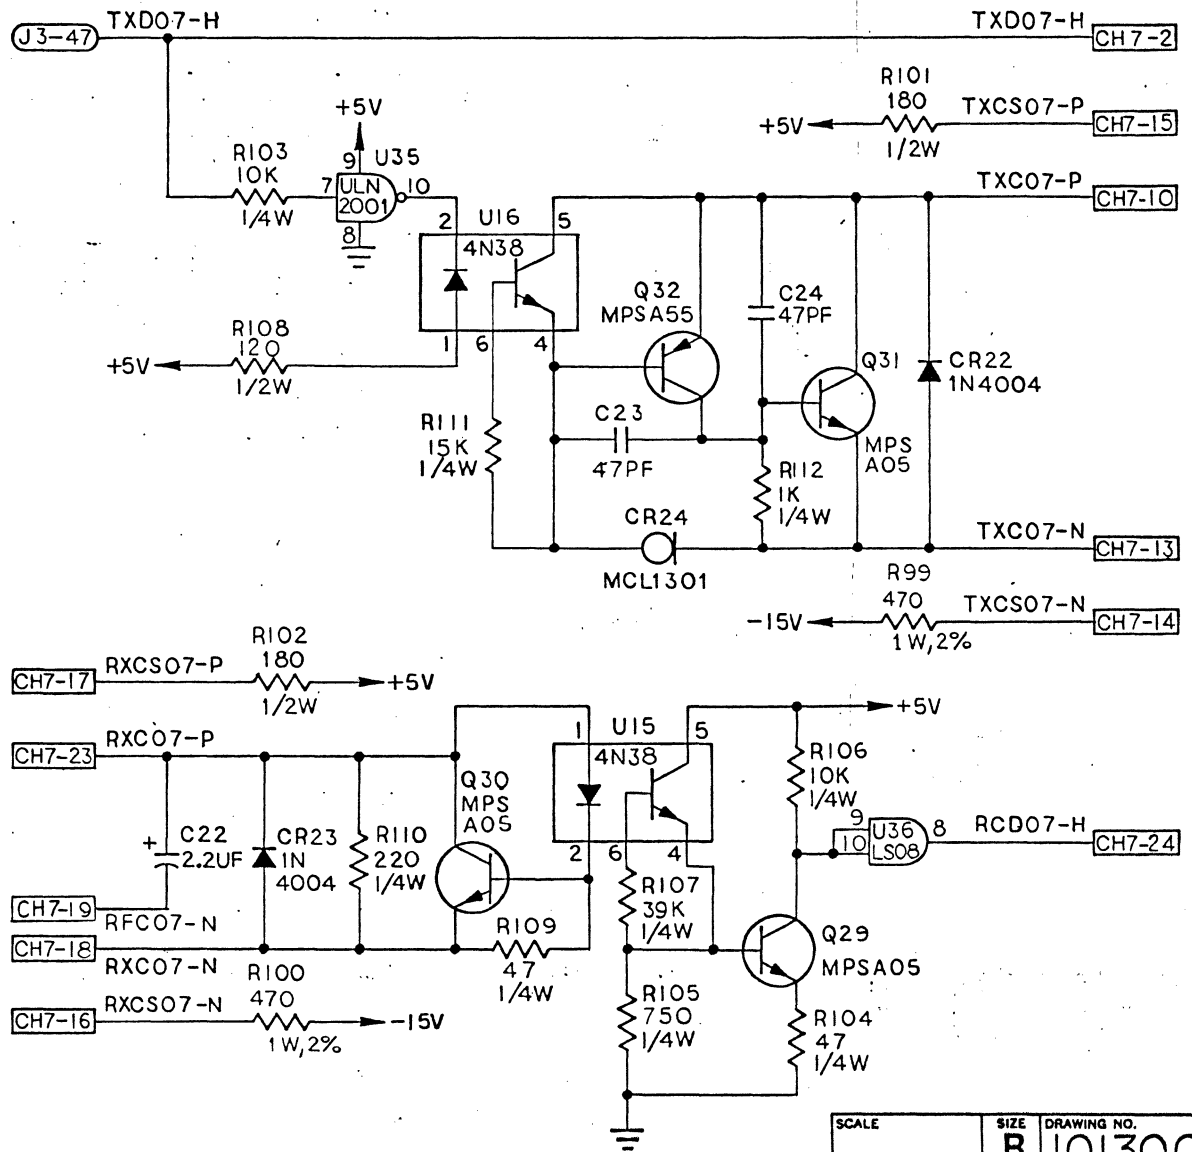 TXD07-H
TXD07-H
J3-47
CH7-2
R101
180
+5V
TXCS07-P
CH7-15
1/2W
+5V
R103
10K
1/4W
9
U35
7
ULN
2001
10
8
TXC07-P
CH7-10
2
U16
5
4N38
1
6
4
R108
120
1/2W
+5V
Q32
MPSA55
C24
47PF
Q31
MPS
A05
CR22
1N4004
R111
15K
1/4W
C23
47PF
R112
1K
1/4W
CR24
MCL1301
TXC07-N
CH7-13
R99
470
-15V
TXCS07-N
CH7-14
1W,2%
R102
180
RXCS07-P
CH7-17
+5V
1/2W
RXC07-P
CH7-23
1
U15
5
4N38
2
6
4
+5V
R106
10K
1/4W
Q30
MPS
A05
+
C22
2.2UF
CR23
1N
4004
R110
220
1/4W
9
10
U36
LS08
8
RCD07-H
CH7-24
CH7-19
RFC07-N
CH7-18
RXC07-N
R109
47
1/4W
R107
39K
1/4W
Q29
MPSA05
R100
470
RXCS07-N
CH7-16
-15V
1W,2%
R105
750
1/4W
R104
47
1/4W
SCALE
SIZE
B
DRAWING NO.
101300